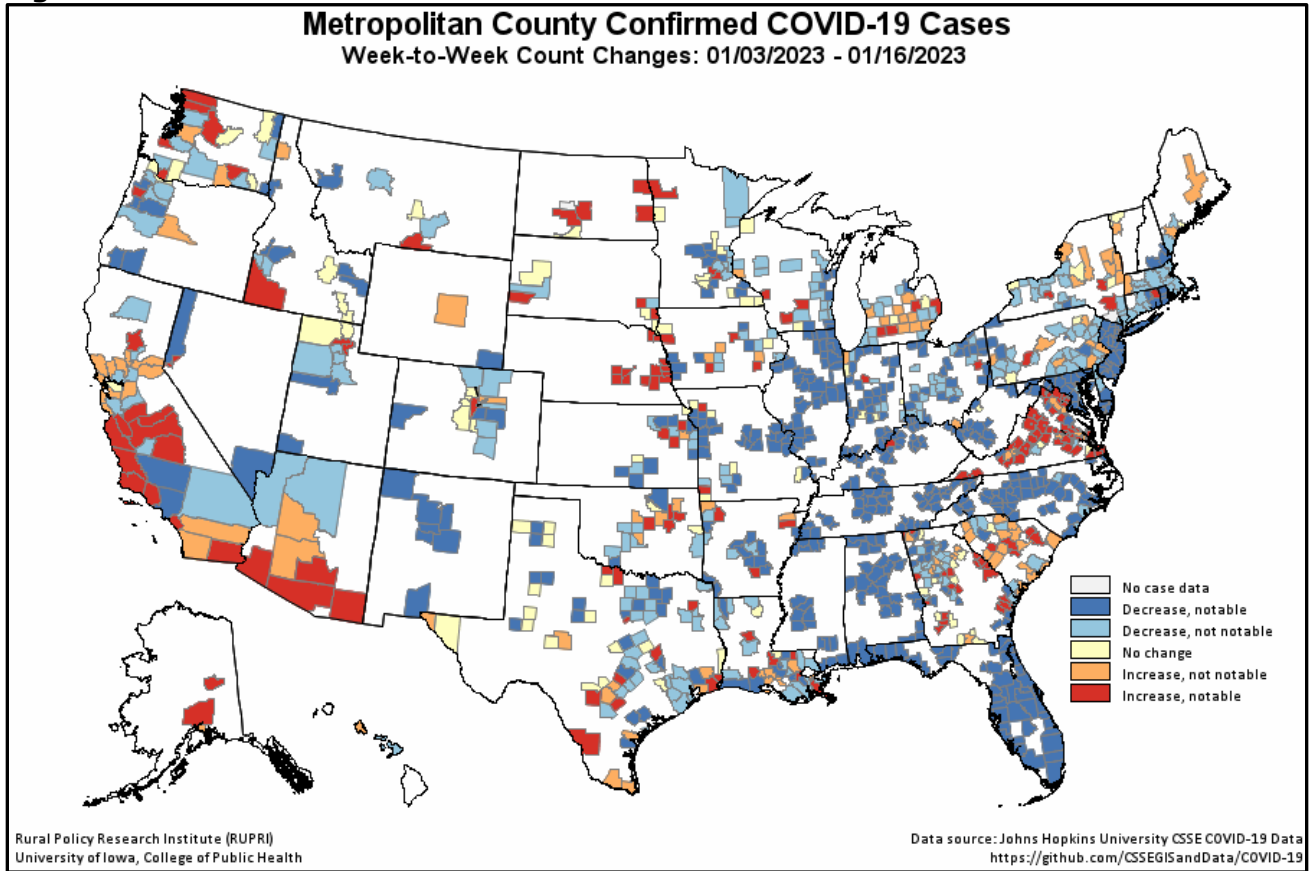 Metropolitan County Confirmed COVID-19 Cases
Week-to-Week Count Changes: 01/03/2023 - 01/16/2023
No case data
Decrease, notable
Decrease, not notable
No change
Increase, not notable
Increase, notable
Rural Policy Research Institute (RUPRI)
University of Iowa, College of Public Health
Data source: Johns Hopkins University CSSE COVID-19 Data
https://github.com/CSSEGISandData/COVID-19